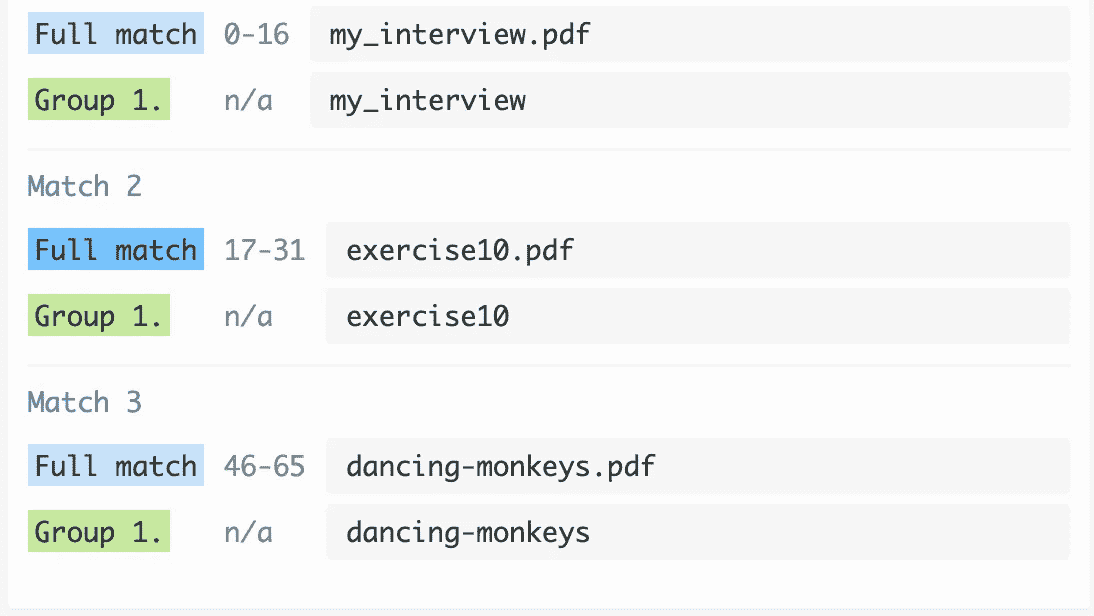 Full match 0-16 my_interview.pdf
Group 1. n/a my_interview
Match 2
Full match 17-31 exercise10.pdf
Group 1. n/a exercise10
Match 3
Full match 46-65 dancing-monkeys.pdf
Group 1. n/a dancing-monkeys